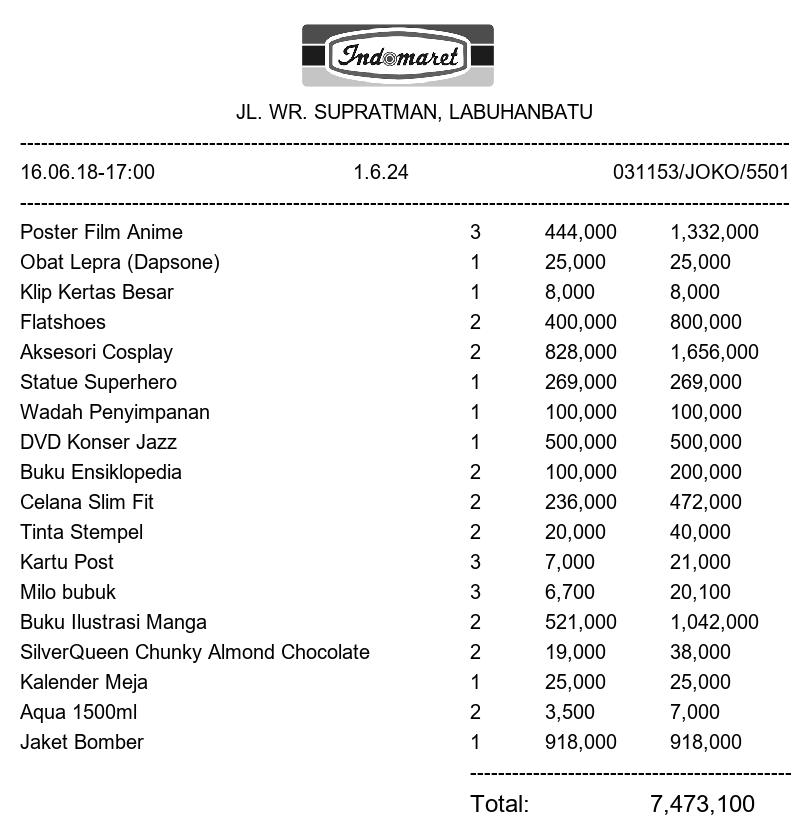 Indomaret
JL. WR. SUPRATMAN, LABUHANBATU
16.06.18-17:00 1.6.24 031153/JOKO/5501
Poster Film Anime 3 444,000 1,332,000
Obat Lepra (Dapsone) 1 25,000 25,000
Klip Kertas Besar 1 8,000 8,000
Flatshoes 2 400,000 800,000
Aksesori Cosplay 2 828,000 1,656,000
Statue Superhero 1 269,000 269,000
Wadah Penyimpanan 1 100,000 100,000
DVD Konser Jazz 1 500,000 500,000
Buku Ensiklopedia 2 100,000 200,000
Celana Slim Fit 2 236,000 472,000
Tinta Stempel 2 20,000 40,000
Kartu Post 3 7,000 21,000
Milo bubuk 3 6,700 20,100
Buku Ilustrasi Manga 2 521,000 1,042,000
SilverQueen Chunky Almond Chocolate 2 19,000 38,000
Kalender Meja 1 25,000 25,000
Aqua 1500ml 2 3,500 7,000
Jaket Bomber 1 918,000 918,000
Total: 7,473,100